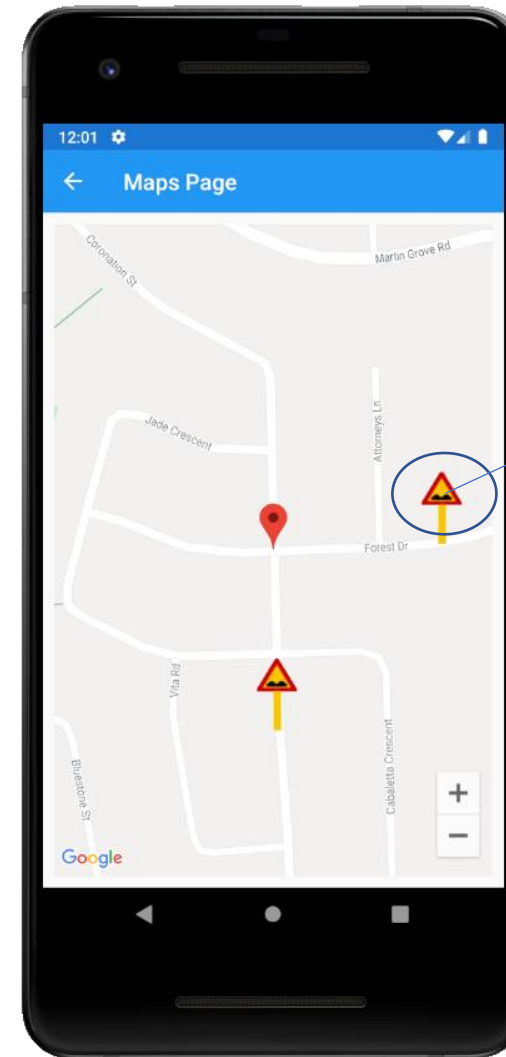 12:01
Maps Page
Coronation St
Martin Grove Rd
Jade Crescent
Attorneys Ln
Forest Dr
Vita Rd
Cabaletta Crescent
Bluestone St
+
−
Google